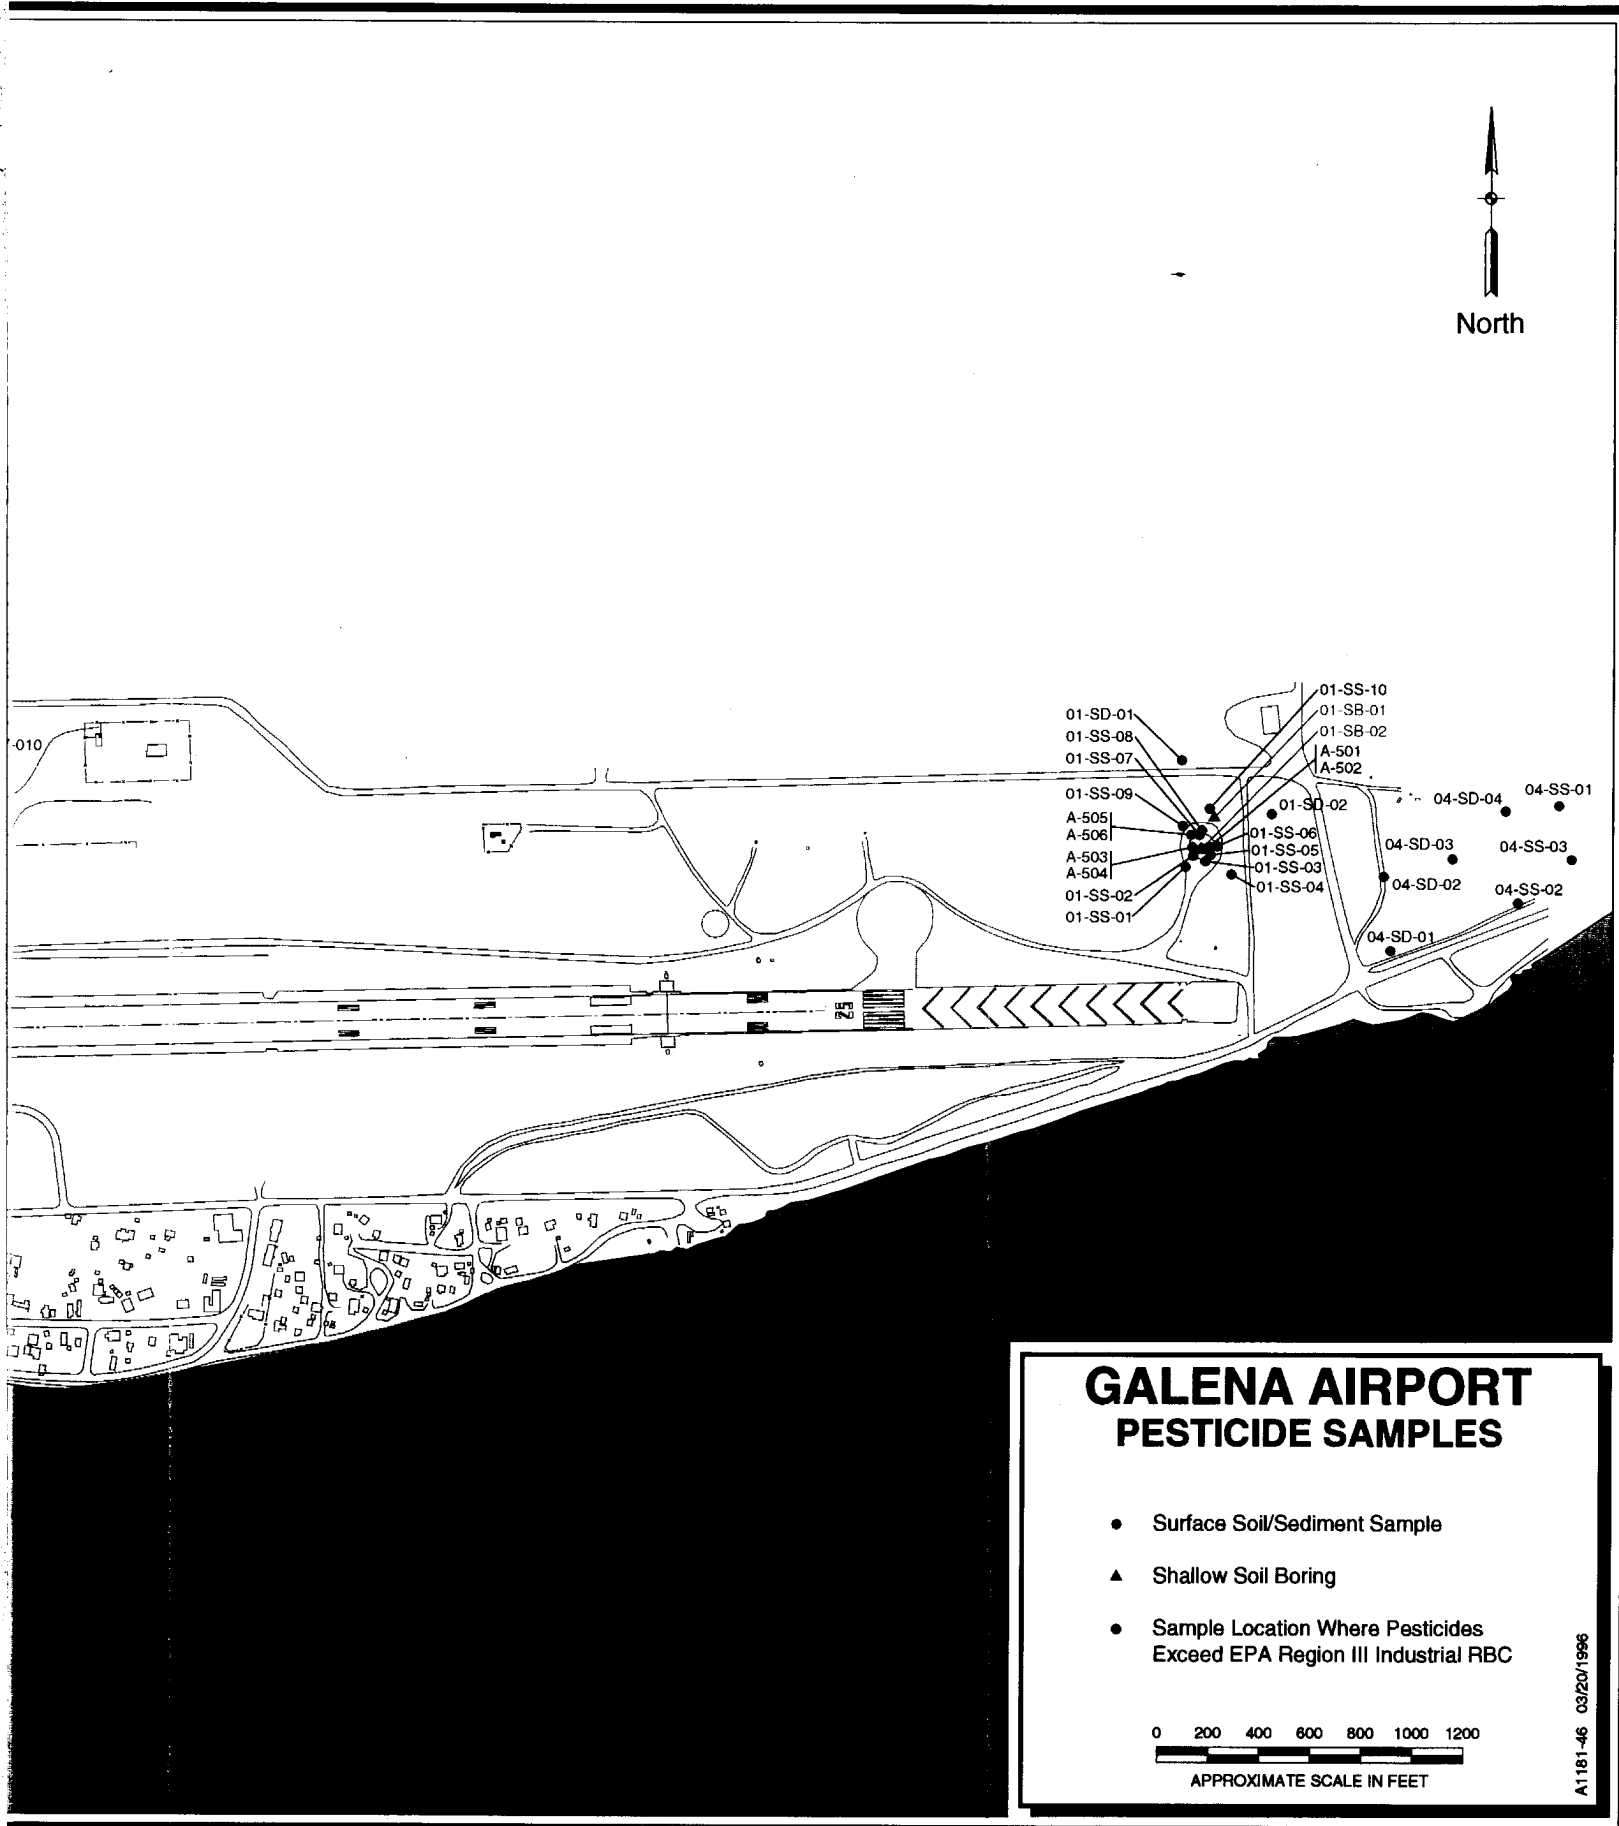 North
01-SS-10
01-SB-01
01-SB-02
A-501
A-502
01-SD-01
01-SS-08
01-SS-07
01-SS-09
A-505
A-506
A-503
A-504
01-SS-02
01-SS-01
01-SD-02
01-SS-06
01-SS-05
01-SS-03
01-SS-04
04-SD-04
04-SS-01
04-SD-03
04-SS-03
04-SD-02
04-SS-02
04-SD-01
-010
25
GALENA AIRPORT
PESTICIDE SAMPLES
Surface Soil/Sediment Sample
Shallow Soil Boring
Sample Location Where Pesticides
Exceed EPA Region III Industrial RBC
0 200 400 600 800 1000 1200
APPROXIMATE SCALE IN FEET
A1181-46 03/20/1996